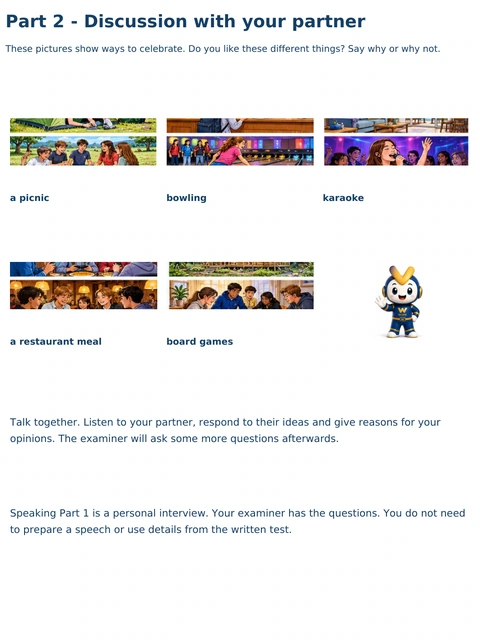 Part 2 - Discussion with your partner
These pictures show ways to celebrate. Do you like these different things? Say why or why not.
a picnic
bowling
karaoke
a restaurant meal
board games
W
Talk together. Listen to your partner, respond to their ideas and give reasons for your
opinions. The examiner will ask some more questions afterwards.
Speaking Part 1 is a personal interview. Your examiner has the questions. You do not need
to prepare a speech or use details from the written test.